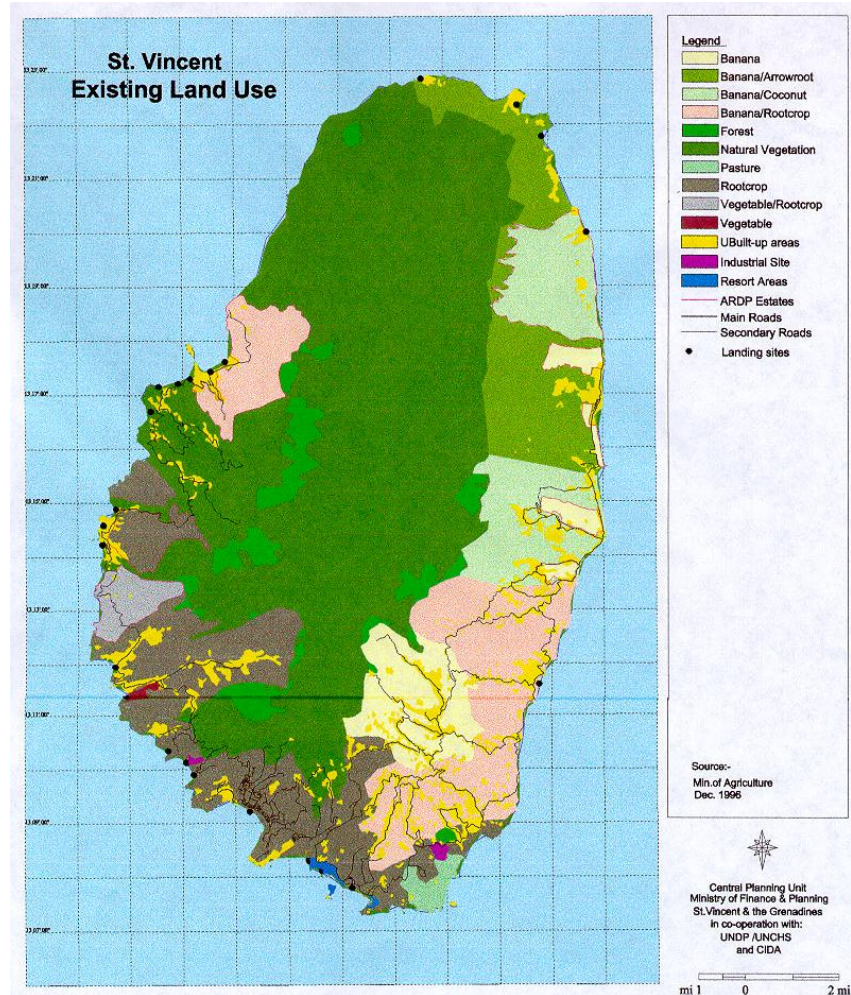 St. Vincent
Existing Land Use
Legend
Banana
Banana/Arrowroot
Banana/Coconut
Banana/Rootcrop
Forest
Natural Vegetation
Pasture
Rootcrop
Vegetable/Rootcrop
Vegetable
UBuilt-up areas
Industrial Site
Resort Areas
ARDP Estates
Main Roads
Secondary Roads
Landing sites
Source:-
Min.of Agriculture
Dec. 1996
Central Planning Unit
Ministry of Finance & Planning
St.Vincent & the Grenadines
in co-operation with:
UNDP /UNCHS
and CIDA
mi 1 0 2 mi